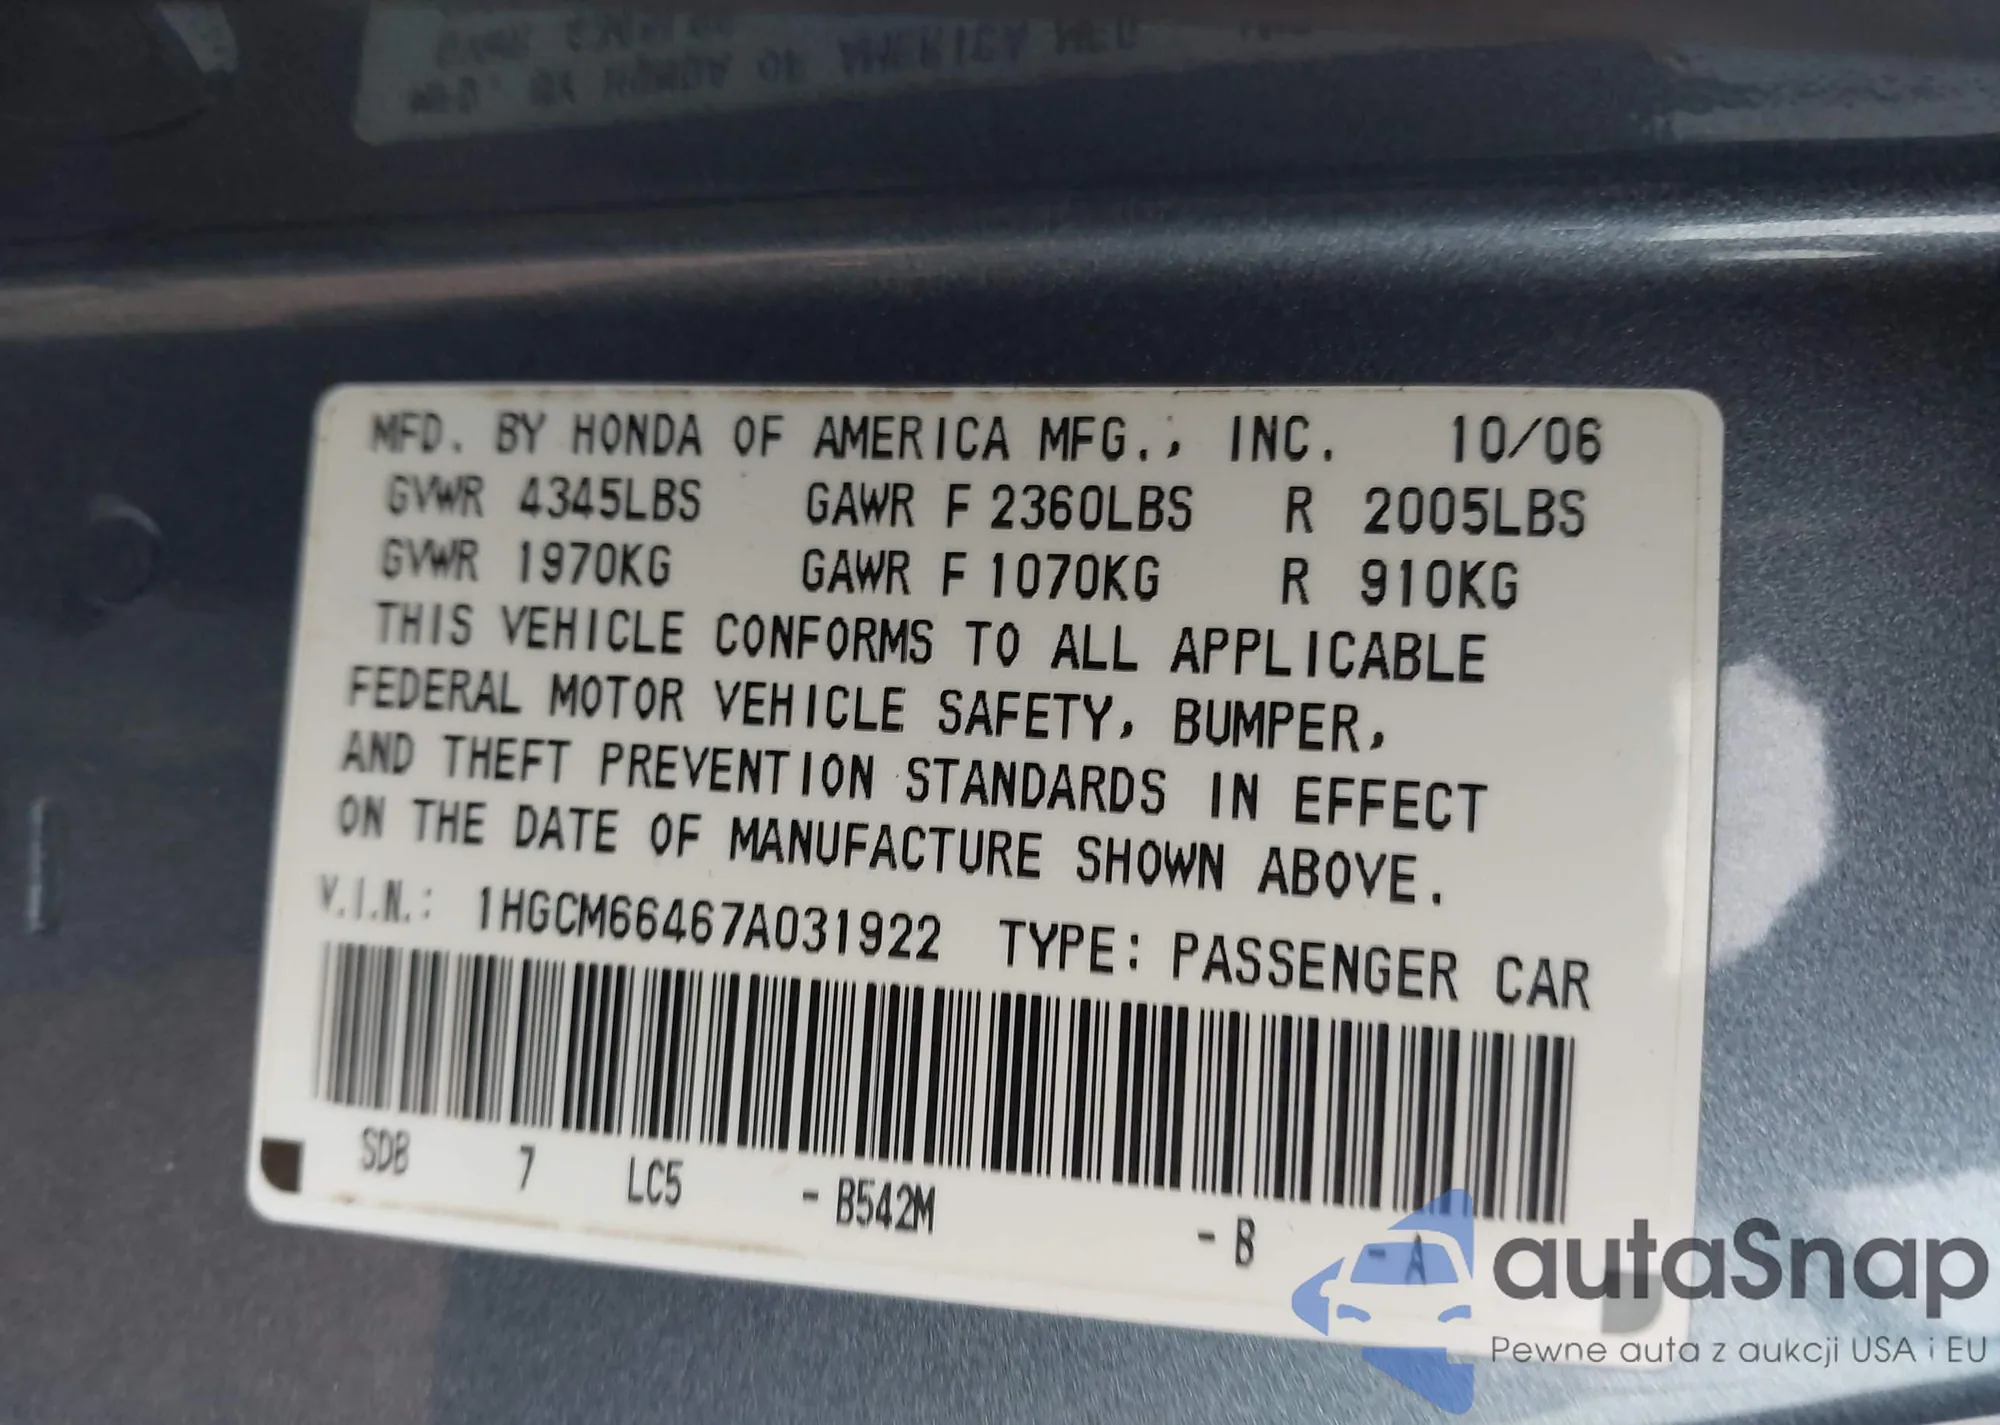 MFD. BY HONDA OF AMERICA MFG., INC. 10/06
GVWR 4345LBS GAWR F 2360LBS R 2005LBS
GVWR 1970KG GAWR F 1070KG R 910KG
THIS VEHICLE CONFORMS TO ALL APPLICABLE
FEDERAL MOTOR VEHICLE SAFETY, BUMPER,
AND THEFT PREVENTION STANDARDS IN EFFECT
ON THE DATE OF MANUFACTURE SHOWN ABOVE.
V.I.N.: 1HGCM66467A031922 TYPE: PASSENGER CAR
SDB 7 LC5 - B542M - B - A
autaSnap
Pewne auta z aukcji USA i EU